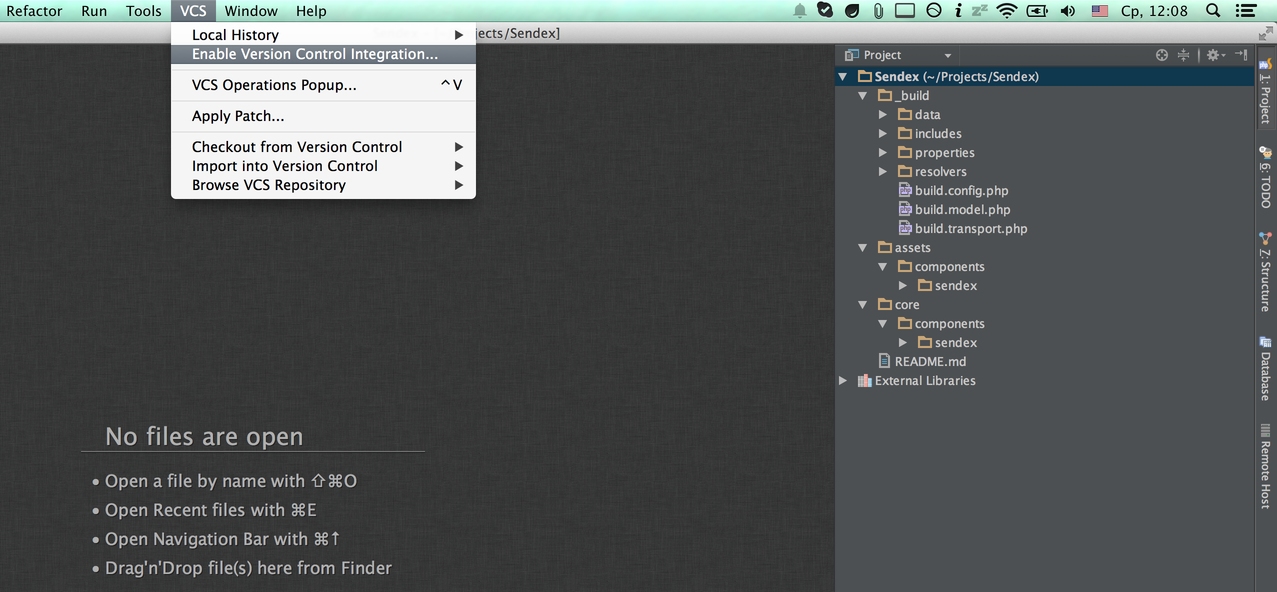 Refactor Run Tools VCS Window Help Ср, 12:08
Local History
jects/Sendex]
Enable Version Control Integration...
VCS Operations Popup... ^V
Apply Patch...
Checkout from Version Control
Import into Version Control
Browse VCS Repository
No files are open
• Open a file by name with ⇧⌘O
• Open Recent files with ⌘E
• Open Navigation Bar with ⌘↑
• Drag'n'Drop file(s) here from Finder
Project
Sendex (~/Projects/Sendex)
_build
data
includes
properties
resolvers
build.config.php
build.model.php
build.transport.php
assets
components
sendex
core
components
sendex
README.md
External Libraries
1: Project
6: TODO
Z: Structure
Database
Remote Host